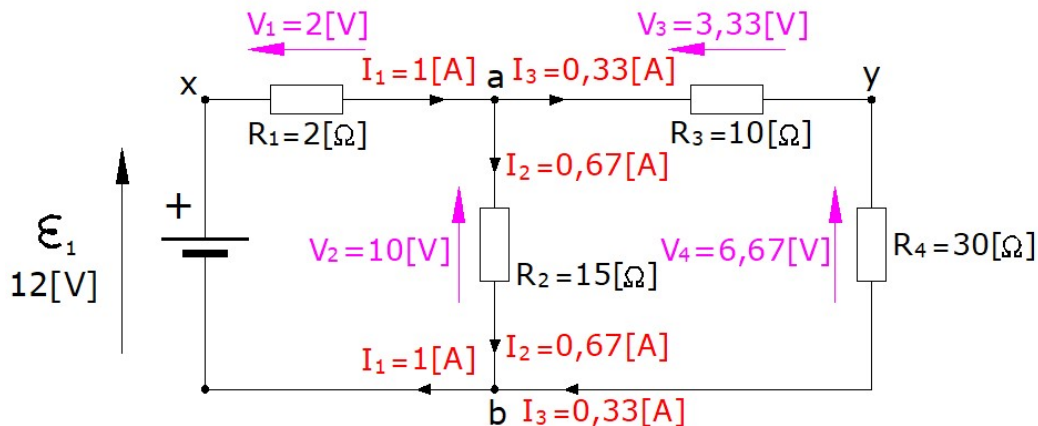 V₁=2[V]
V₃=3,33[V]
I₁=1[A]
a
I₃=0,33[A]
x
y
R₁=2[Ω]
R₃=10[Ω]
I₂=0,67[A]
+
ε₁
12[V]
V₂=10[V]
R₂=15[Ω]
V₄=6,67[V]
R₄=30[Ω]
I₁=1[A]
I₂=0,67[A]
b
I₃=0,33[A]